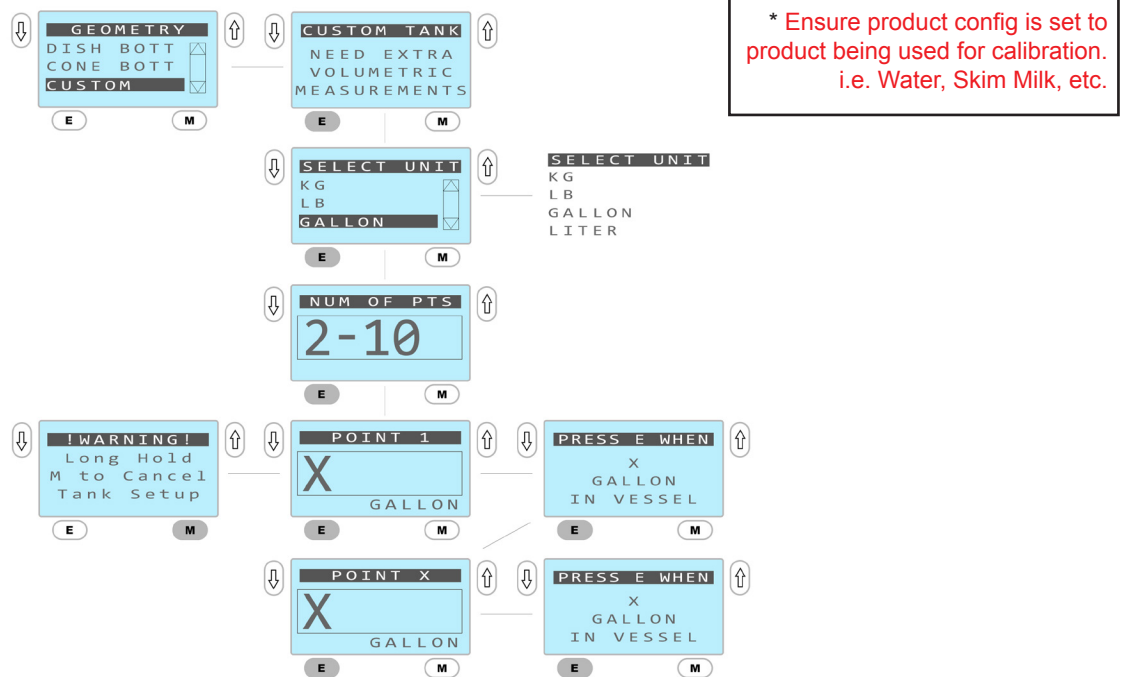 GEOMETRY
DISH BOTT
CONE BOTT
CUSTOM
E
M
CUSTOM TANK
NEED EXTRA
VOLUMETRIC
MEASUREMENTS
E
M
* Ensure product config is set to
product being used for calibration.
i.e. Water, Skim Milk, etc.
SELECT UNIT
KG
LB
GALLON
E
M
SELECT UNIT
KG
LB
GALLON
LITER
NUM OF PTS
2-10
E
M
!WARNING!
Long Hold
M to Cancel
Tank Setup
E
M
POINT 1
X
GALLON
E
M
PRESS E WHEN
X
GALLON
IN VESSEL
E
M
POINT X
X
GALLON
E
M
PRESS E WHEN
X
GALLON
IN VESSEL
E
M